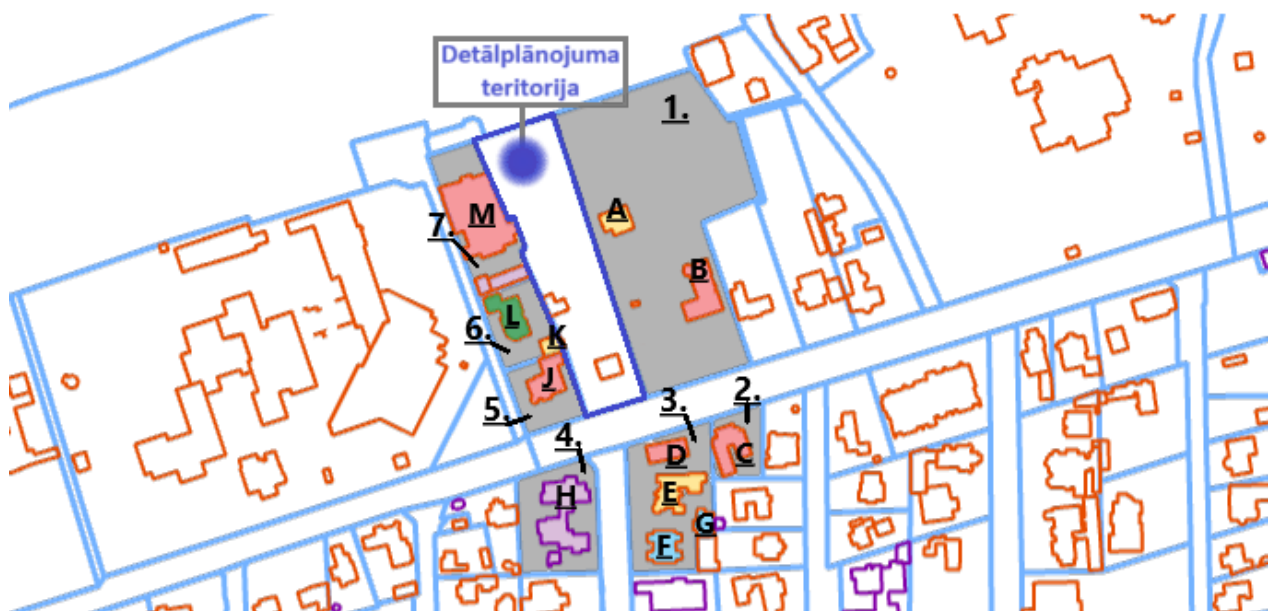 Detālplānojuma
teritorija
1.
A
M
7.
B
L
6.
K
J
5.
3.
2.
4.
D
C
E
H
G
F